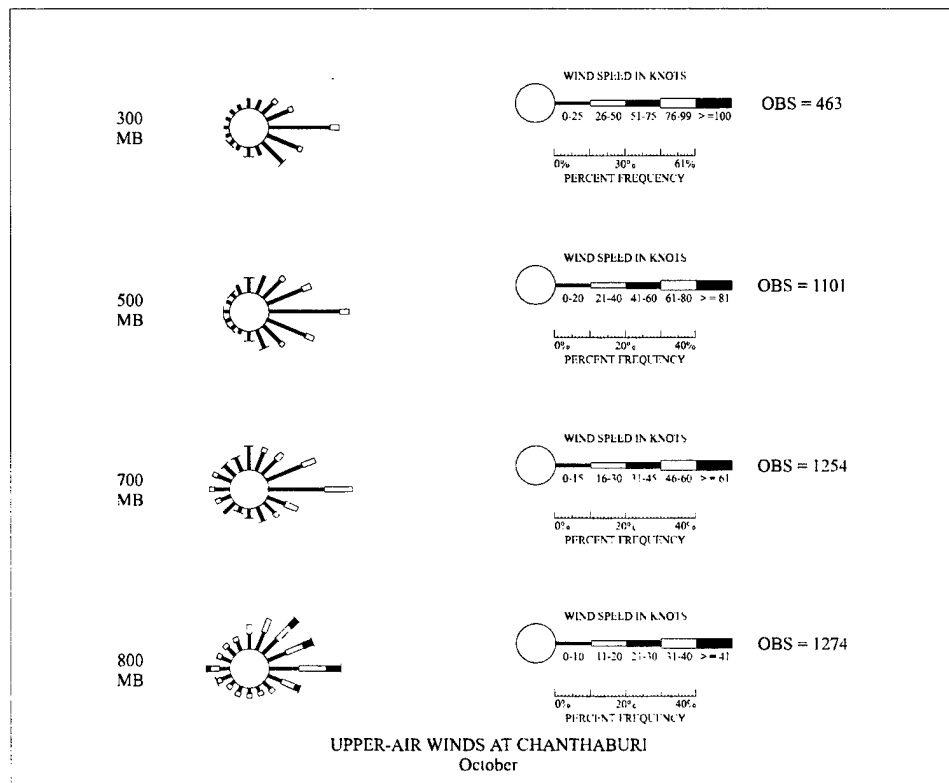 300
MB
WIND SPEED IN KNOTS
0-25 26-50 51-75 76-99 >=100
OBS = 463
0% 30% 61%
PERCENT FREQUENCY
500
MB
WIND SPEED IN KNOTS
0-20 21-40 41-60 61-80 >= 81
OBS = 1101
0% 20% 40%
PERCENT FREQUENCY
700
MB
WIND SPEED IN KNOTS
0-15 16-30 31-45 46-60 >= 61
OBS = 1254
0% 20% 40%
PERCENT FREQUENCY
800
MB
WIND SPEED IN KNOTS
0-10 11-20 21-30 31-40 >= 41
OBS = 1274
0% 20% 40%
PERCENT FREQUENCY
UPPER-AIR WINDS AT CHANTHABURI
October